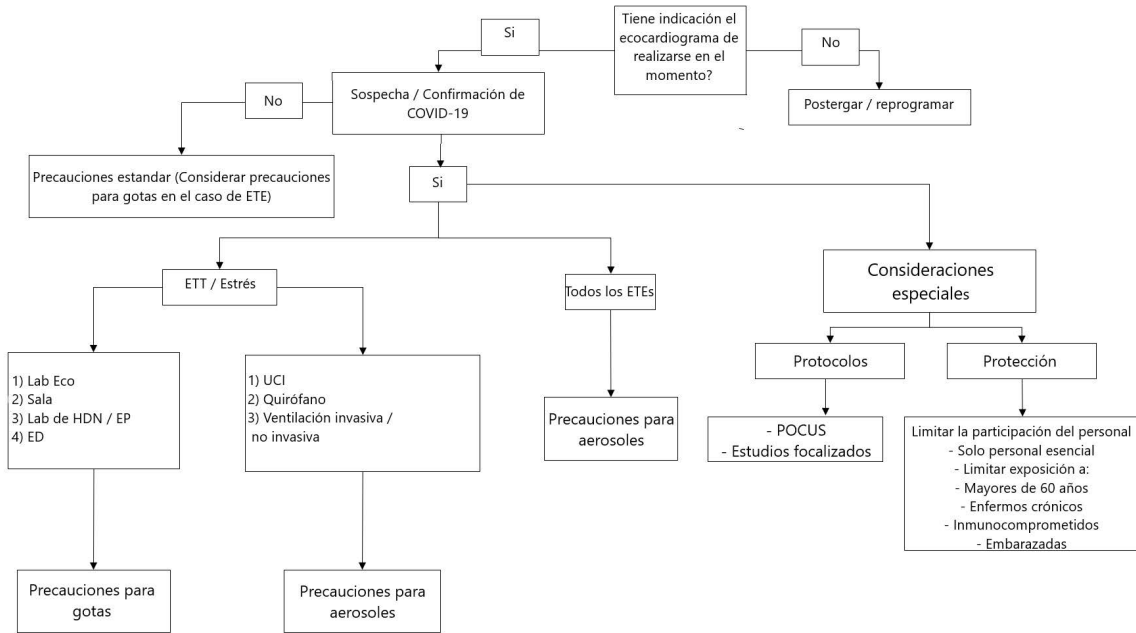 Tiene indicación el
ecocardiograma de
realizarse en el
momento?
Si
No
Sospecha / Confirmación de
COVID-19
No
Postergar / reprogramar
Precauciones estandar (Considerar precauciones
para gotas en el caso de ETE)
Si
ETT / Estrés
Todos los ETEs
Consideraciones
especiales
1) Lab Eco
2) Sala
3) Lab de HDN / EP
4) ED
1) UCI
2) Quirófano
3) Ventilación invasiva /
no invasiva
Precauciones para
aerosoles
Protocolos
Protección
- POCUS
- Estudios focalizados
Limitar la participación del personal
- Solo personal esencial
- Limitar exposición a:
- Mayores de 60 años
- Enfermos crónicos
- Inmunocomprometidos
- Embarazadas
Precauciones para
gotas
Precauciones para
aerosoles